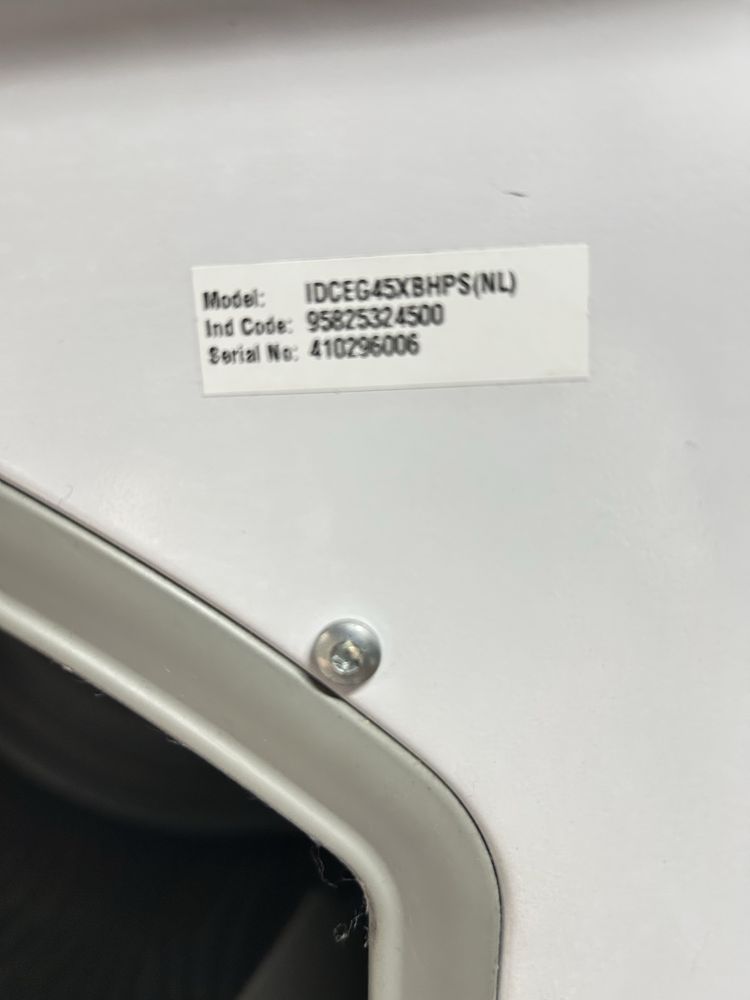 Model: IDCEG45XBHPS(NL)
Ind Code: 95825324500
Serial No: 410296006